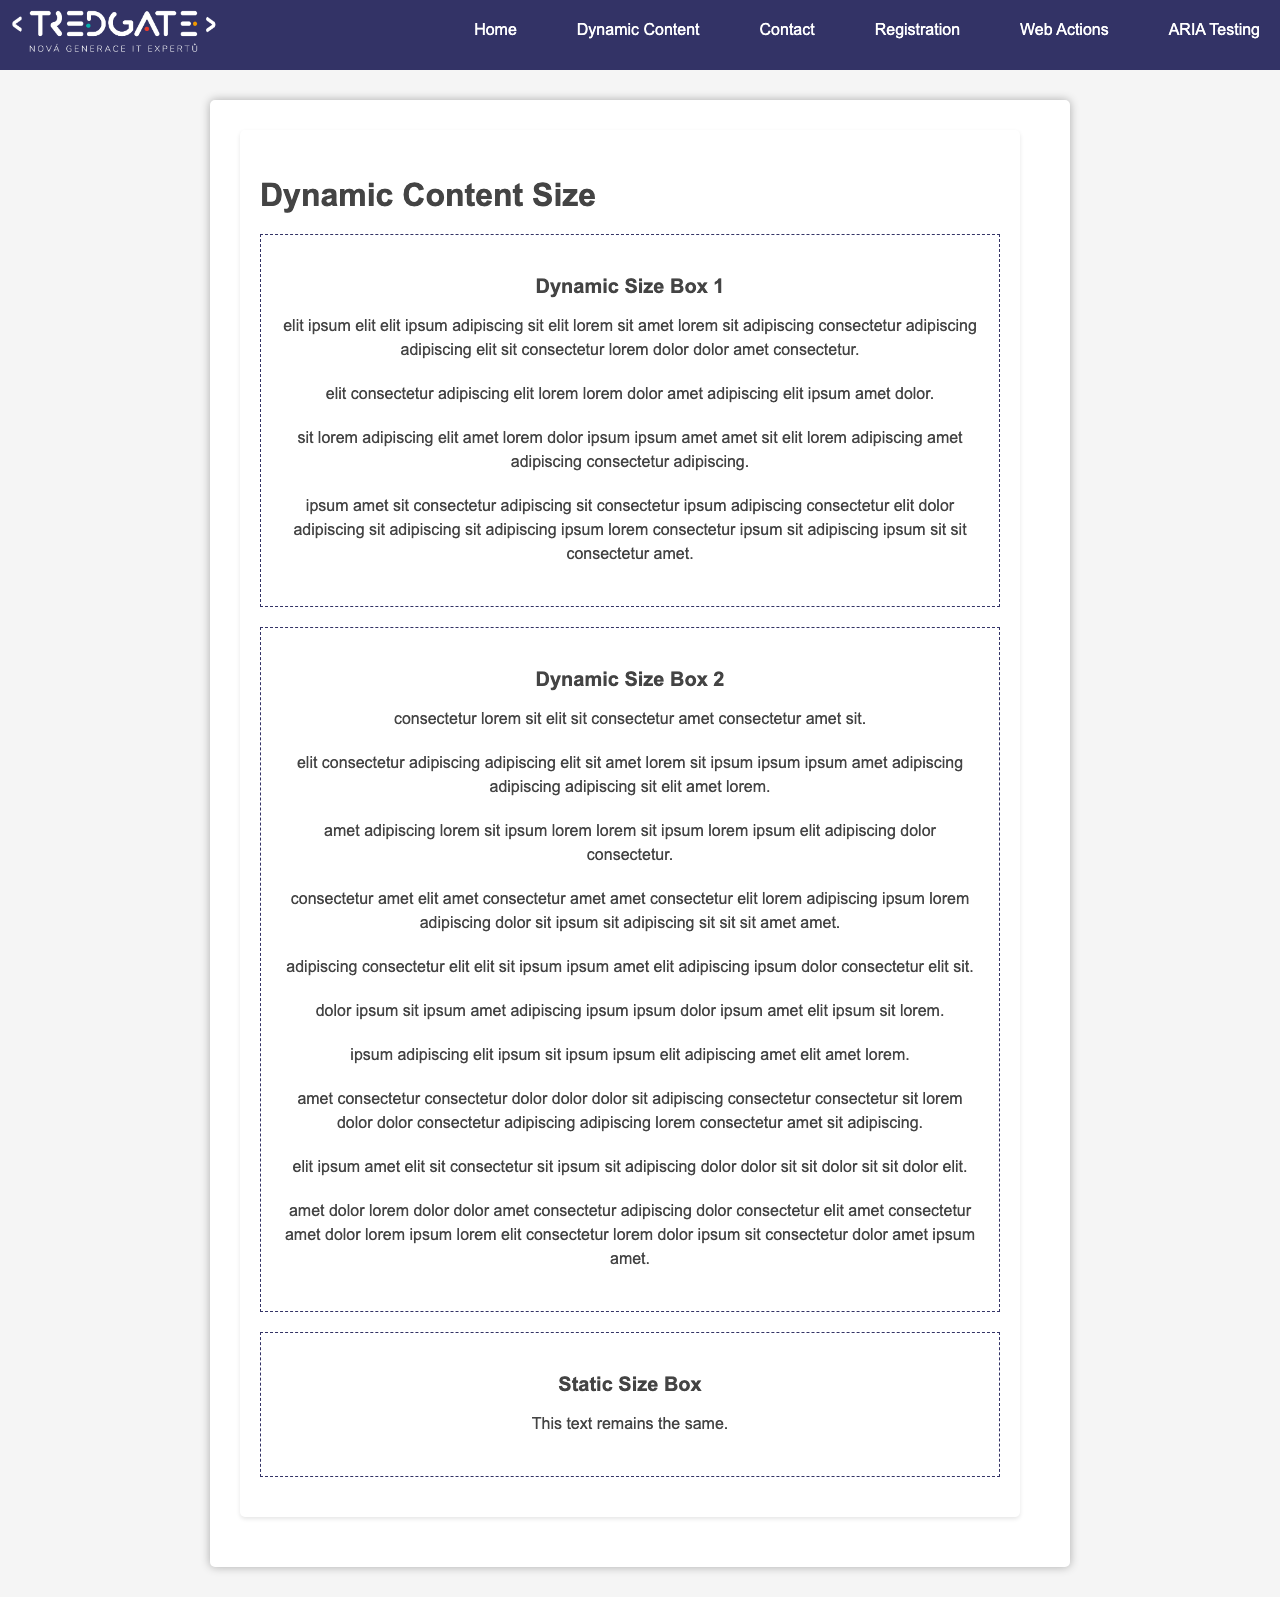 < TREDGATE >
NOVÁ GENERACE IT EXPERTŮ
Home Dynamic Content Contact Registration Web Actions ARIA Testing
Dynamic Content Size
Dynamic Size Box 1
elit ipsum elit elit ipsum adipiscing sit elit lorem sit amet lorem sit adipiscing consectetur adipiscing
adipiscing elit sit consectetur lorem dolor dolor amet consectetur.
elit consectetur adipiscing elit lorem lorem dolor amet adipiscing elit ipsum amet dolor.
sit lorem adipiscing elit amet lorem dolor ipsum ipsum amet amet sit elit lorem adipiscing amet
adipiscing consectetur adipiscing.
ipsum amet sit consectetur adipiscing sit consectetur ipsum adipiscing consectetur elit dolor
adipiscing sit adipiscing sit adipiscing ipsum lorem consectetur ipsum sit adipiscing ipsum sit sit
consectetur amet.
Dynamic Size Box 2
consectetur lorem sit elit sit consectetur amet consectetur amet sit.
elit consectetur adipiscing adipiscing elit sit amet lorem sit ipsum ipsum ipsum amet adipiscing
adipiscing adipiscing sit elit amet lorem.
amet adipiscing lorem sit ipsum lorem lorem sit ipsum lorem ipsum elit adipiscing dolor
consectetur.
consectetur amet elit amet consectetur amet amet consectetur elit lorem adipiscing ipsum lorem
adipiscing dolor sit ipsum sit adipiscing sit sit sit amet amet.
adipiscing consectetur elit elit sit ipsum ipsum amet elit adipiscing ipsum dolor consectetur elit sit.
dolor ipsum sit ipsum amet adipiscing ipsum ipsum dolor ipsum amet elit ipsum sit lorem.
ipsum adipiscing elit ipsum sit ipsum ipsum elit adipiscing amet elit amet lorem.
amet consectetur consectetur dolor dolor dolor sit adipiscing consectetur consectetur sit lorem
dolor dolor consectetur adipiscing adipiscing lorem consectetur amet sit adipiscing.
elit ipsum amet elit sit consectetur sit ipsum sit adipiscing dolor dolor sit sit dolor sit sit dolor elit.
amet dolor lorem dolor dolor amet consectetur adipiscing dolor consectetur elit amet consectetur
amet dolor lorem ipsum lorem elit consectetur lorem dolor ipsum sit consectetur dolor amet ipsum
amet.
Static Size Box
This text remains the same.